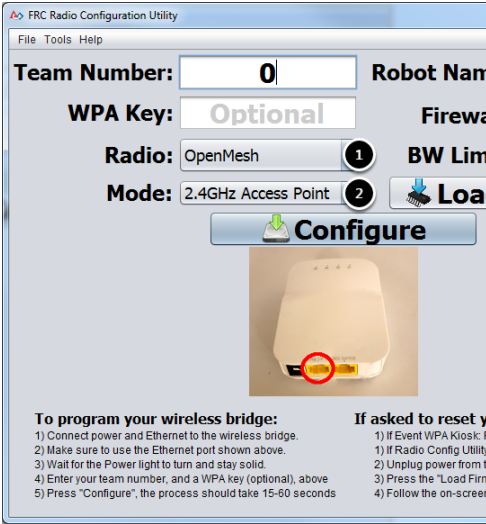 FRC Radio Configuration Utility
File Tools Help
Team Number: 0 Robot Nam
WPA Key: Optional Firewa
Radio: OpenMesh 1 BW Lim
Mode: 2.4GHz Access Point 2 Loa
Configure
To program your wireless bridge:
1) Connect power and Ethernet to the wireless bridge.
2) Make sure to use the Ethernet port shown above.
3) Wait for the Power light to turn and stay solid.
4) Enter your team number, and a WPA key (optional), above
5) Press "Configure", the process should take 15-60 seconds
If asked to reset y
1) If Event WPA Kiosk:
1) If Radio Config Utility
2) Unplug power from t
3) Press the "Load Firm
4) Follow the on-screen